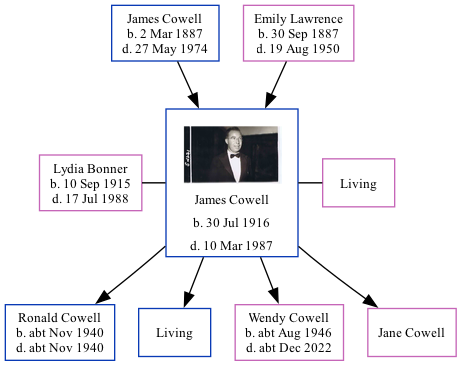 James Cowell
b. 2 Mar 1887
d. 27 May 1974
Emily Lawrence
b. 30 Sep 1887
d. 19 Aug 1950
Lydia Bonner
b. 10 Sep 1915
d. 17 Jul 1988
James Cowell
b. 30 Jul 1916
d. 10 Mar 1987
Living
Ronald Cowell
b. abt Nov 1940
d. abt Nov 1940
Living
Wendy Cowell
b. abt Aug 1946
d. abt Dec 2022
Jane Cowell